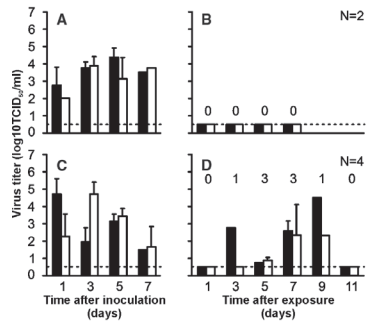 A
B
N=2
7
6
5
4
3
2
1
0
0 0 0 0
Virus titer (log10TCID50/ml)
C
D
N=4
7
6
5
4
3
2
1
0
0 1 3 3 1 0
1 3 5 7
1 3 5 7 9 11
Time after inoculation
(days)
Time after exposure
(days)